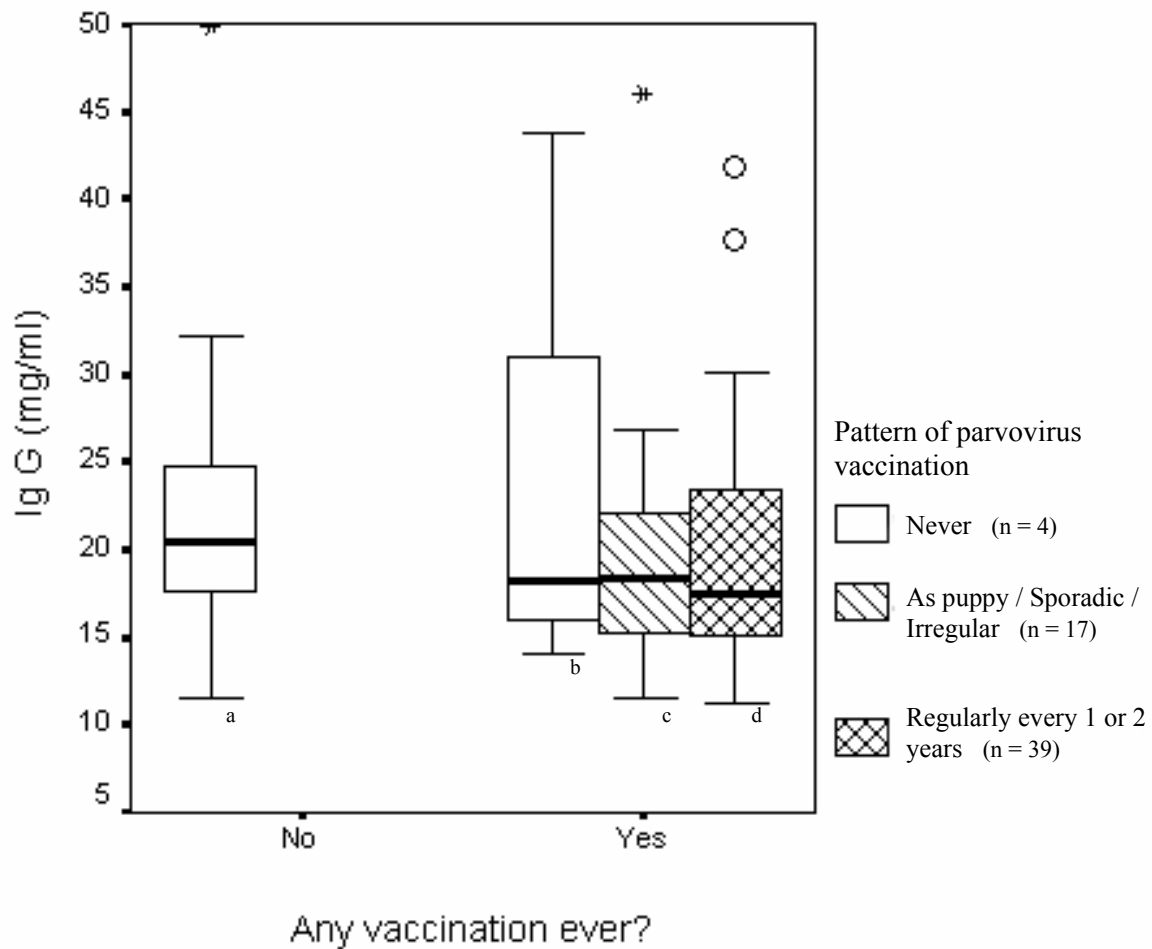 50
45
40
35
30
25
20
15
10
5
Ig G (mg/ml)
a
b
c
d
No
Yes
Any vaccination ever?
Pattern of parvovirus
vaccination
Never (n = 4)
As puppy / Sporadic /
Irregular (n = 17)
Regularly every 1 or 2
years (n = 39)